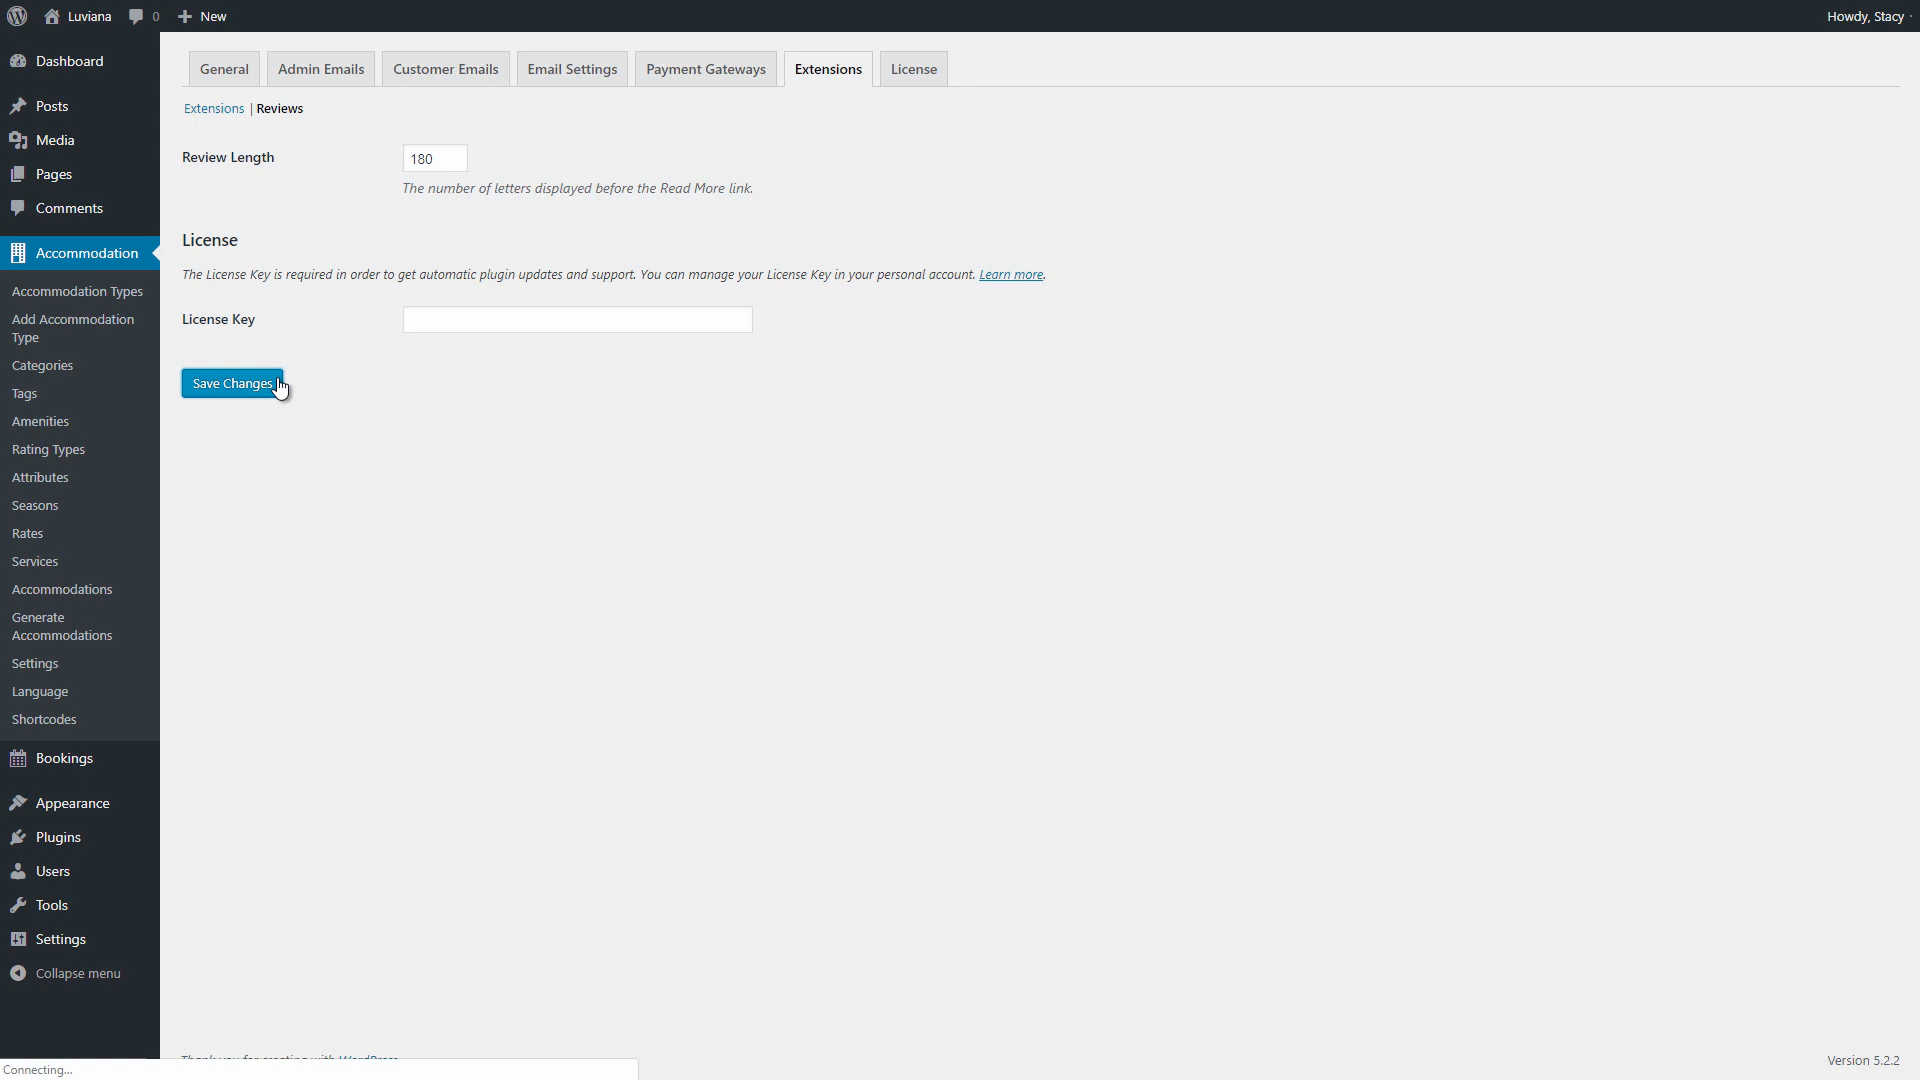 Luviana
0
New
Howdy, Stacy
Dashboard
Posts
Media
Pages
Comments
Accommodation
Accommodation Types
Add Accommodation
Type
Categories
Tags
Amenities
Rating Types
Attributes
Seasons
Rates
Services
Accommodations
Generate
Accommodations
Settings
Language
Shortcodes
Bookings
Appearance
Plugins
Users
Tools
Settings
Collapse menu
General
Admin Emails
Customer Emails
Email Settings
Payment Gateways
Extensions
License
Extensions | Reviews
Review Length
180
The number of letters displayed before the Read More link.
License
The License Key is required in order to get automatic plugin updates and support. You can manage your License Key in your personal account. Learn more.
License Key
Save Changes
Thank you for creating with WordPress
Version 5.2.2
Connecting...